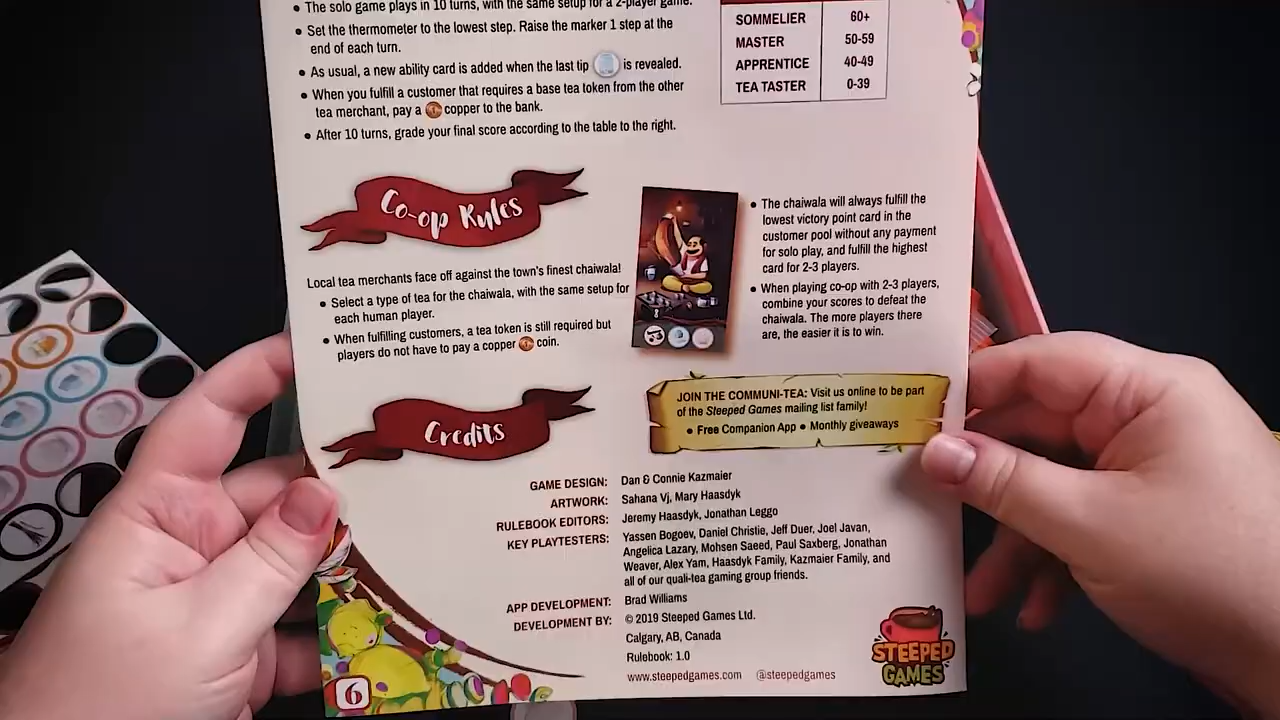 The solo game plays in 10 turns, with the same setup for a 2-player game.
• Set the thermometer to the lowest step. Raise the marker 1 step at the
end of each turn.
• As usual, a new ability card is added when the last tip is revealed.
• When you fulfill a customer that requires a base tea token from the other
tea merchant, pay a copper to the bank.
• After 10 turns, grade your final score according to the table to the right.
SOMMELIER 60+
MASTER 50-59
APPRENTICE 40-49
TEA TASTER 0-39
Co-op Rules
Local tea merchants face off against the town's finest chaiwala!
• Select a type of tea for the chaiwala, with the same setup for
each human player.
• When fulfilling customers, a tea token is still required but
players do not have to pay a copper coin.
• The chaiwala will always fulfill the
lowest victory point card in the
customer pool without any payment
for solo play, and fulfill the highest
card for 2-3 players.
• When playing co-op with 2-3 players,
combine your scores to defeat the
chaiwala. The more players there
are, the easier it is to win.
JOIN THE COMMUNI-TEA: Visit us online to be part
of the Steeped Games mailing list family!
• Free Companion App • Monthly giveaways
Credits
GAME DESIGN: Dan & Connie Kazmaier
ARTWORK: Sahana Vj, Mary Haasdyk
RULEBOOK EDITORS: Jeremy Haasdyk, Jonathan Leggo
KEY PLAYTESTERS: Yassen Bogoev, Daniel Christie, Jeff Duer, Joel Javan,
Angelica Lazary, Mohsen Saeed, Paul Saxberg, Jonathan
Weaver, Alex Yam, Haasdyk Family, Kazmaier Family, and
all of our quali-tea gaming group friends.
APP DEVELOPMENT: Brad Williams
DEVELOPMENT BY: © 2019 Steeped Games Ltd.
Calgary, AB, Canada
Rulebook: 1.0
www.steepedgames.com @steepedgames
STEEPED
GAMES
6